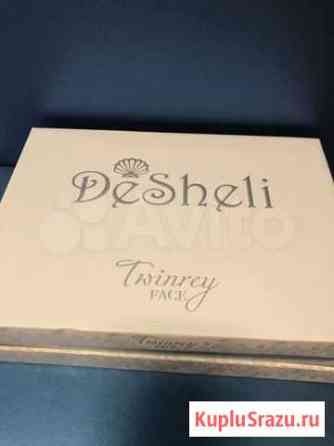 DeSheli
Avito
Twinrey
FACE
Twinrey
KupluSrazu.ru